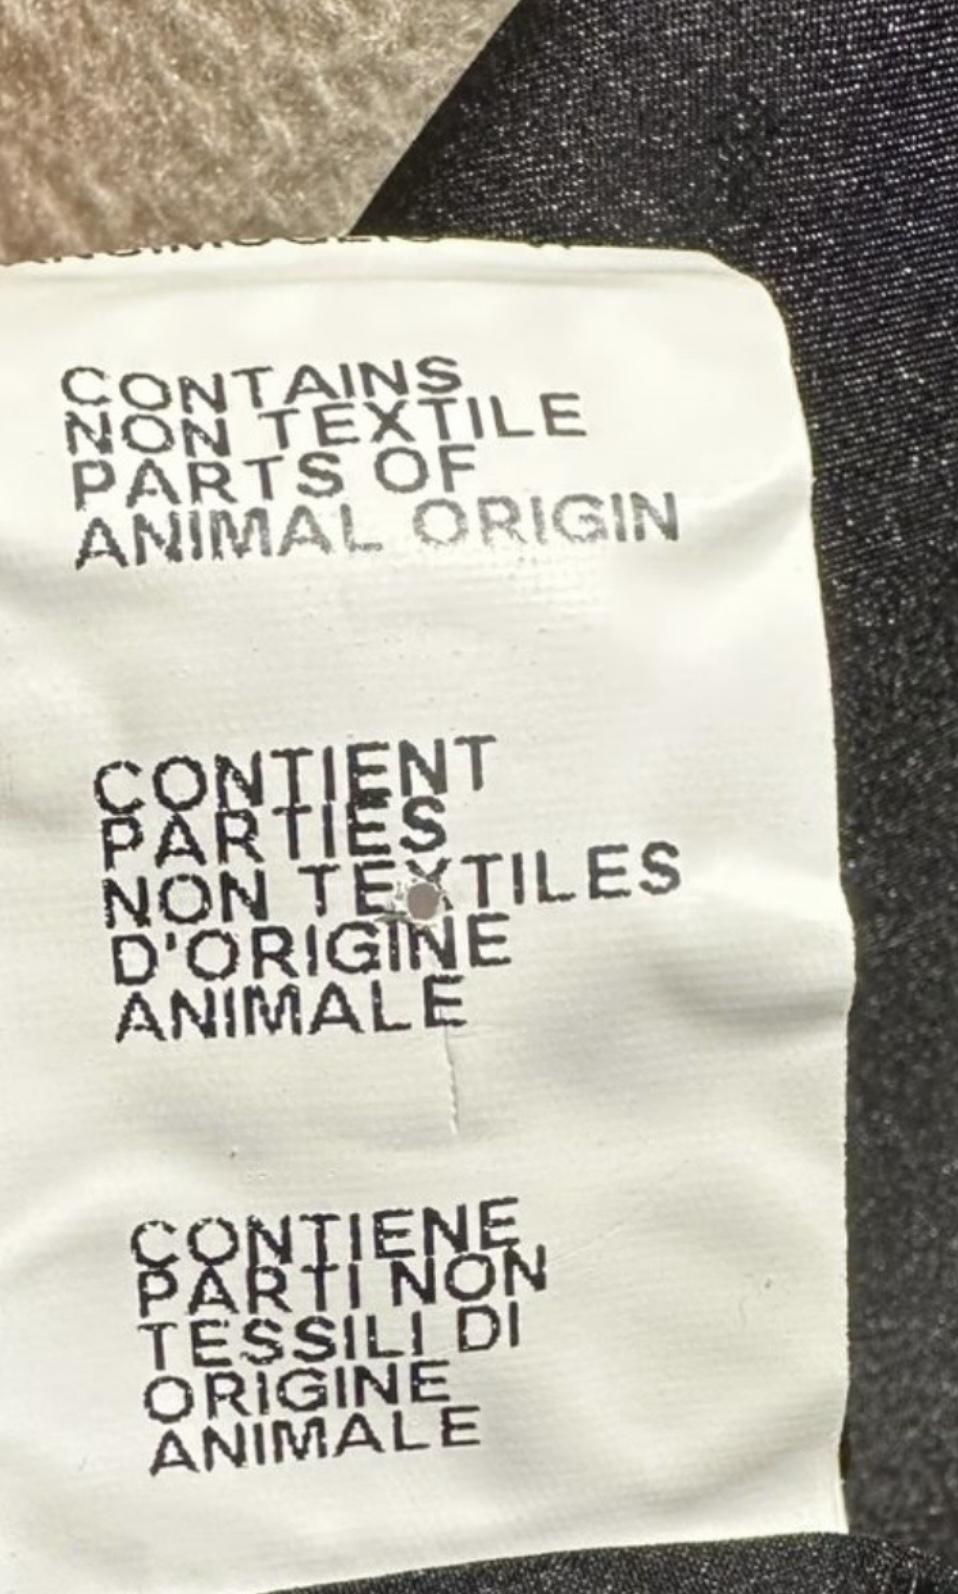 CONTAINS
NON TEXTILE
PARTS OF
ANIMAL ORIGIN
CONTIENT
PARTIES
NON TEXTILES
D'ORIGINE
ANIMALE
CONTIENE
PARTI NON
TESSILI DI
ORIGINE
ANIMALE